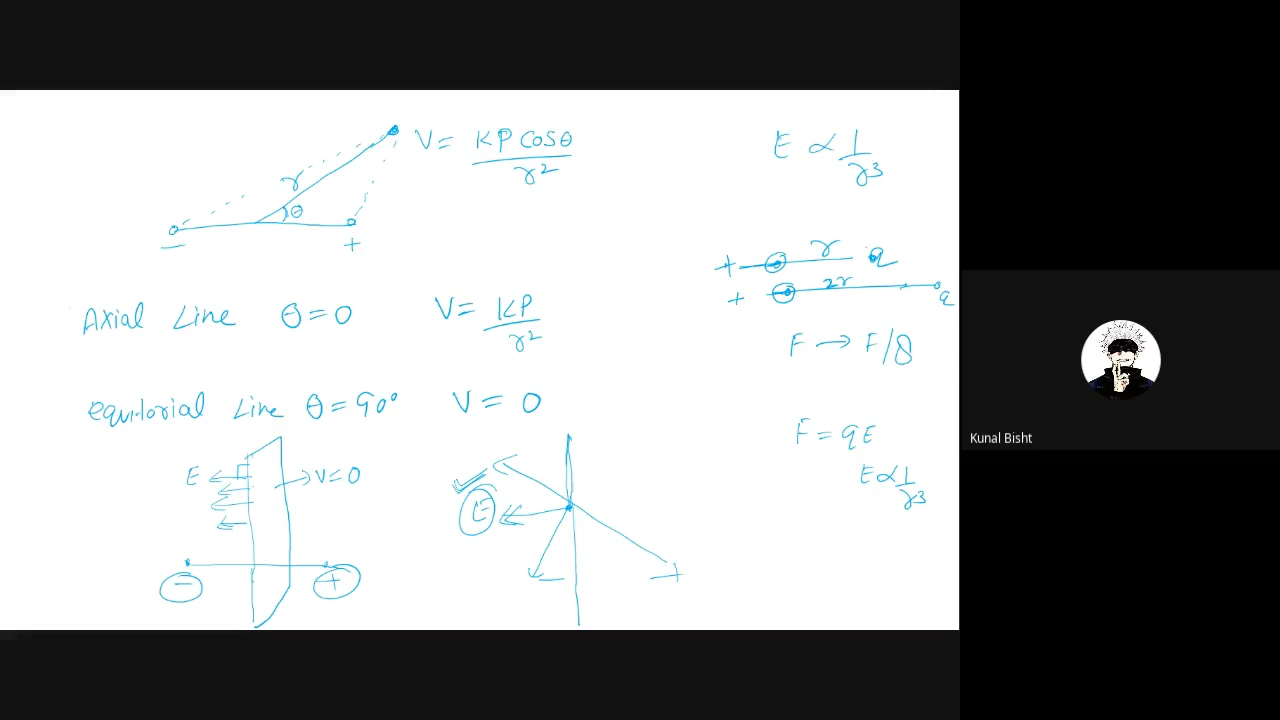 V = KP cosθ / r²
r
θ
− +
E ∝ 1/r³
+ r q
+ 2r q
F → F/8
Axial Line θ = 0 V = KP / r²
equitorial Line θ = 90° V = 0
F = qE
E ∝ 1/r³
E V = 0
E
− +
− +
Kunal Bisht